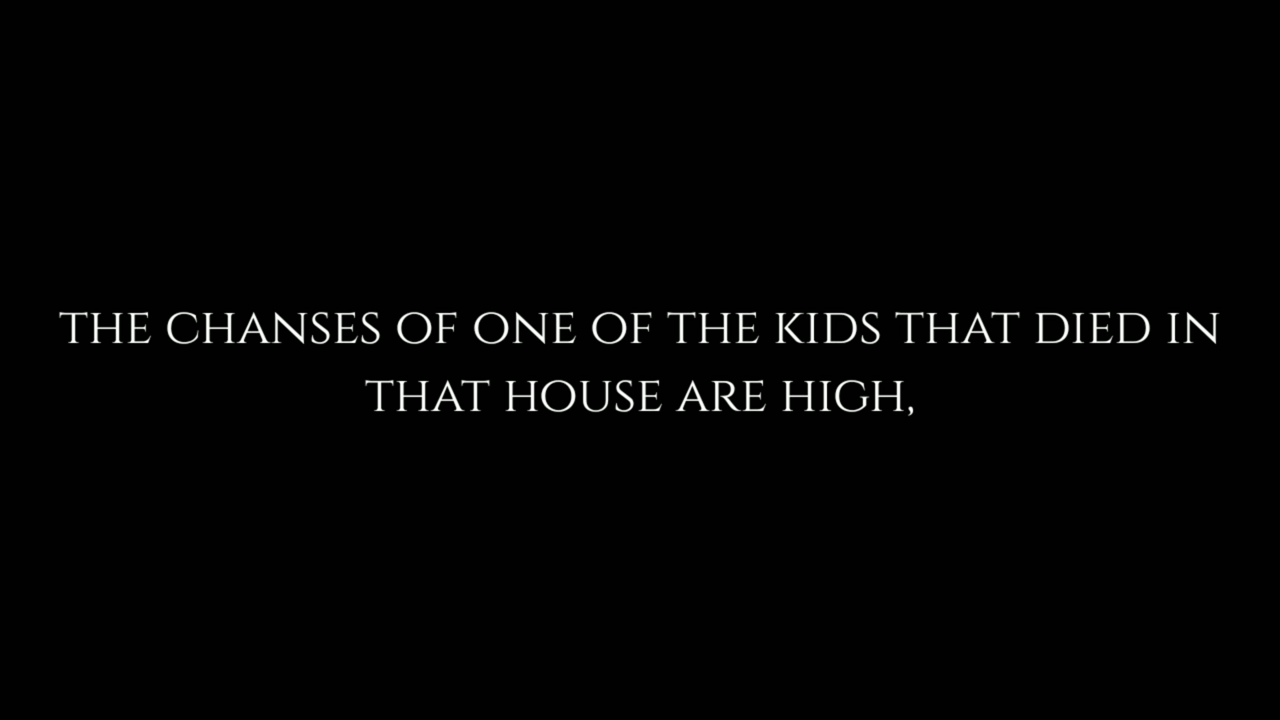 THE CHANSES OF ONE OF THE KIDS THAT DIED IN
THAT HOUSE ARE HIGH,